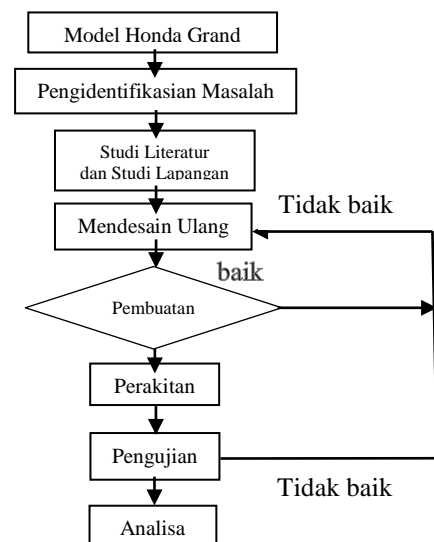 Model Honda Grand
Pengidentifikasian Masalah
Studi Literatur
dan Studi Lapangan
Tidak baik
Mendesain Ulang
baik
Pembuatan
Perakitan
Pengujian
Tidak baik
Analisa